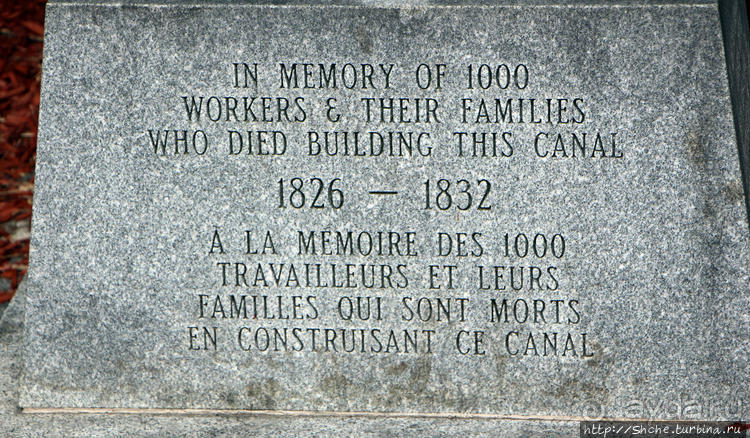 IN MEMORY OF 1000
WORKERS & THEIR FAMILIES
WHO DIED BUILDING THIS CANAL
1826 — 1832
À LA MÉMOIRE DES 1000
TRAVAILLEURS ET LEURS
FAMILLES QUI SONT MORTS
EN CONSTRUISANT CE CANAL
http://Shche.turbina.ru/